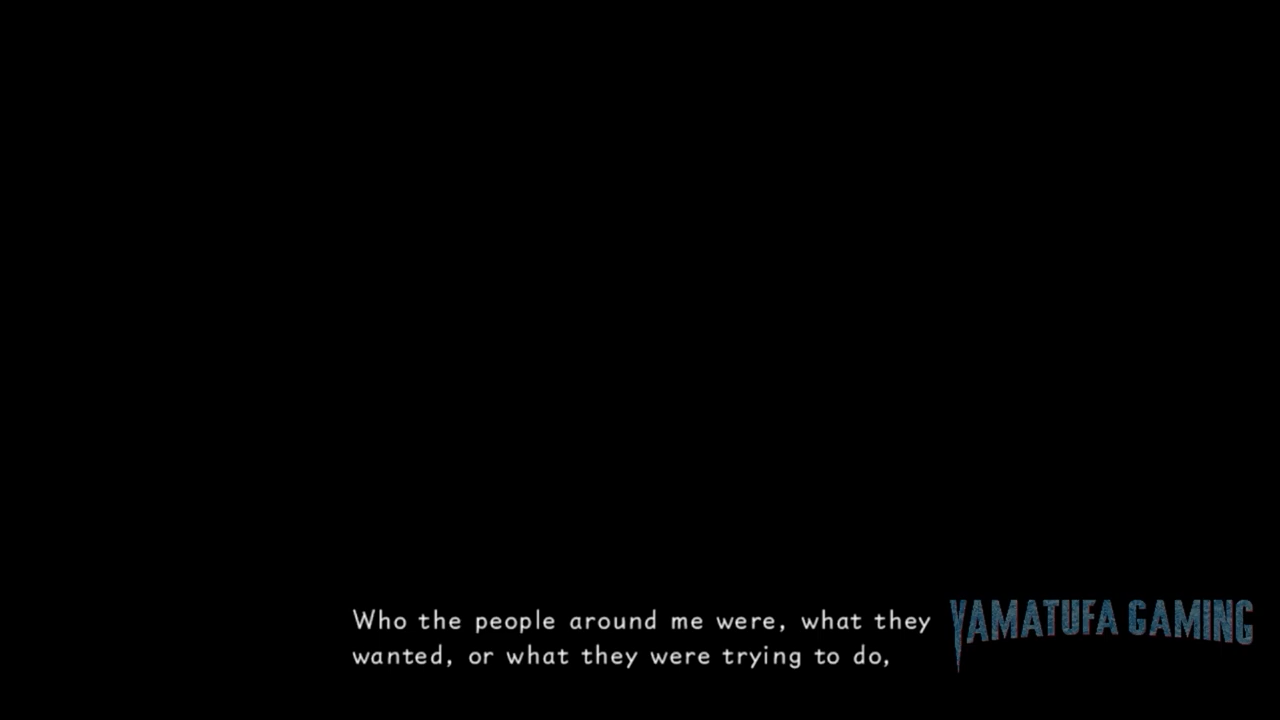 Who the people around me were, what they
wanted, or what they were trying to do,
YAMATUFA GAMING